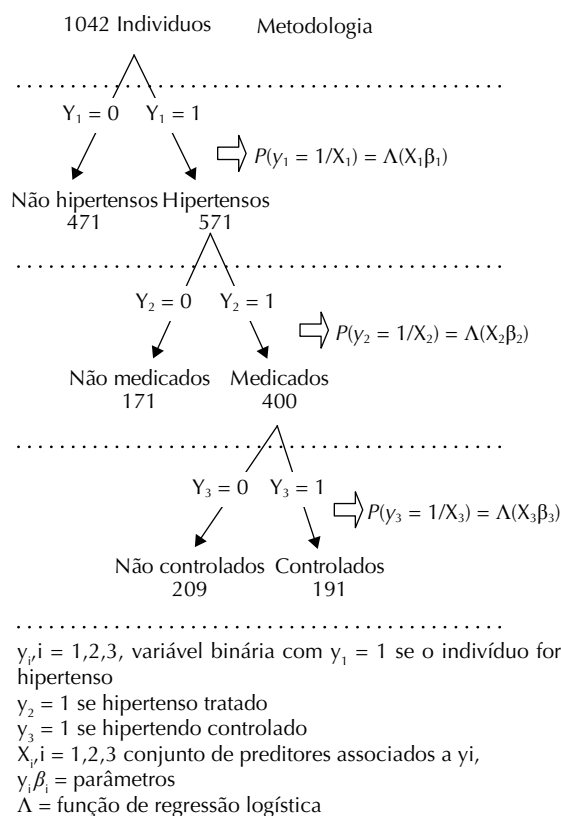 1042 Individuos Metodologia
Y₁ = 0 Y₁ = 1
P(y₁ = 1/X₁) = Λ(X₁β₁)
Não hipertensos Hipertensos
471 571
Y₂ = 0 Y₂ = 1
P(y₂ = 1/X₂) = Λ(X₂β₂)
Não medicados Medicados
171 400
Y₃ = 0 Y₃ = 1
P(y₃ = 1/X₃) = Λ(X₃β₃)
Não controlados Controlados
209 191
yᵢ,i = 1,2,3, variável binária com y₁ = 1 se o indivíduo for
hipertenso
y₂ = 1 se hipertenso tratado
y₃ = 1 se hipertendo controlado
Xᵢ,i = 1,2,3 conjunto de preditores associados a yi,
yᵢβᵢ = parâmetros
Λ = função de regressão logística